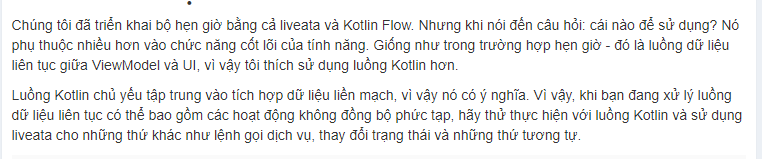 Chúng tôi đã triển khai bộ hẹn giờ bằng cả liveata và Kotlin Flow. Nhưng khi nói đến câu hỏi: cái nào để sử dụng? Nó
phụ thuộc nhiều hơn vào chức năng cốt lõi của tính năng. Giống như trong trường hợp hẹn giờ - đó là luồng dữ liệu
liên tục giữa ViewModel và UI, vì vậy tôi thích sử dụng luồng Kotlin hơn.
Luồng Kotlin chủ yếu tập trung vào tích hợp dữ liệu liền mạch, vì vậy nó có ý nghĩa. Vì vậy, khi bạn đang xử lý luồng
dữ liệu liên tục có thể bao gồm các hoạt động không đồng bộ phức tạp, hãy thử thực hiện với luồng Kotlin và sử dụng
liveata cho những thứ khác như lệnh gọi dịch vụ, thay đổi trạng thái và những thứ tương tự.